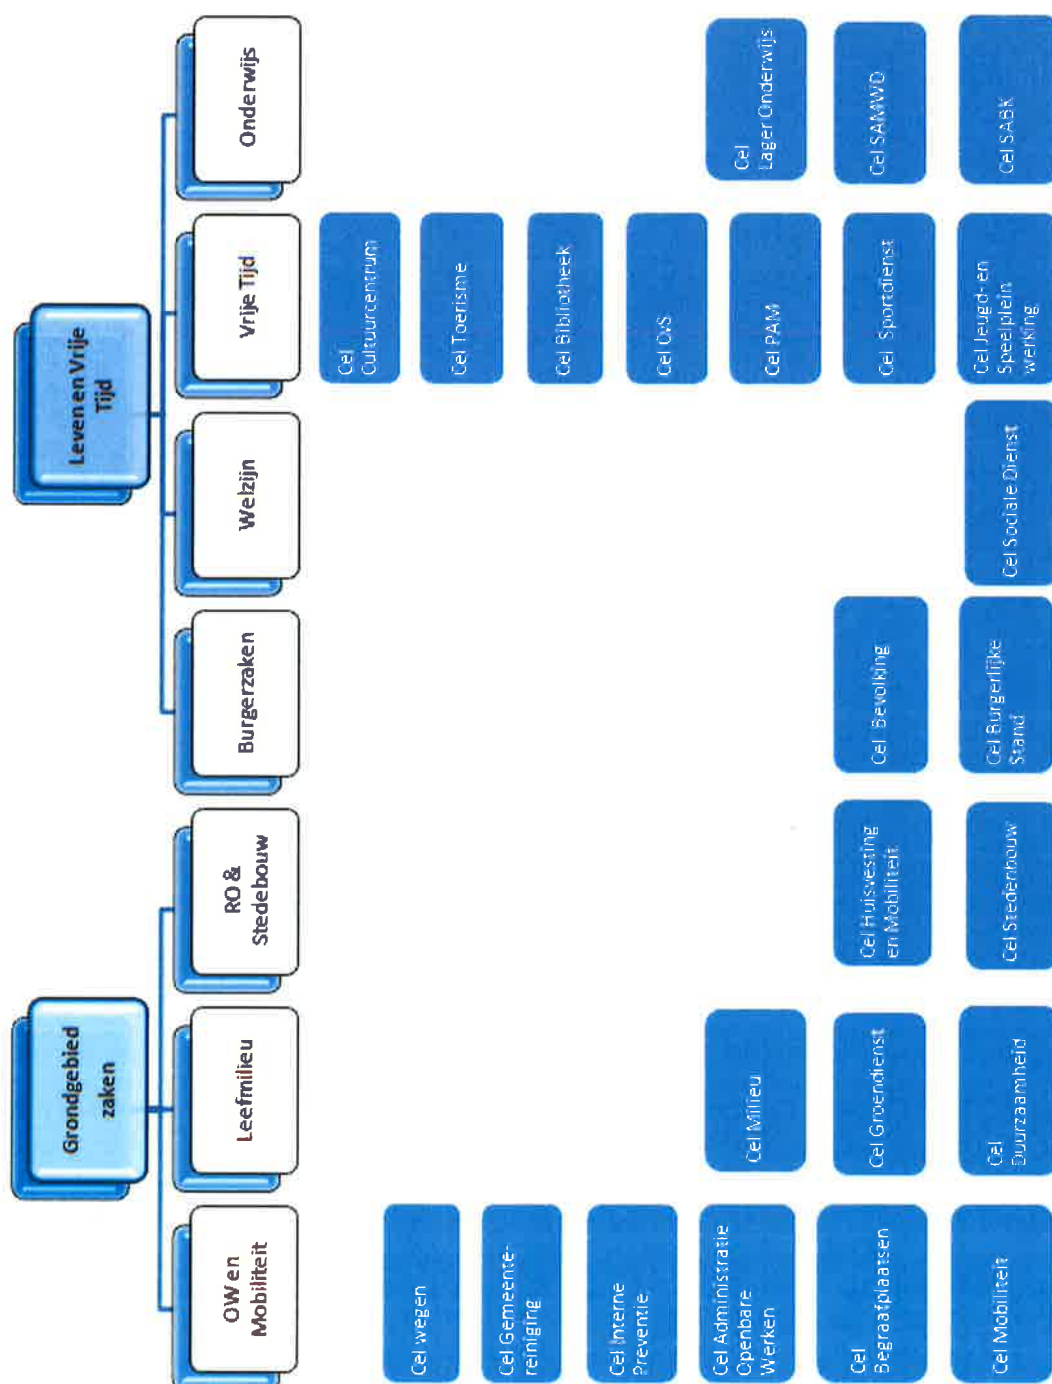 Grondgebied
zaken
OW en
Mobiliteit
Cel wegen
Cel Gemeente-
reiniging
Cel Interne
Preventie
Cel Administratie
Openbare
Werken
Cel
Begraafplaatsen
Cel Mobiliteit
Leefmilieu
Cel Milieu
Cel Groendienst
Cel
Duurzaamheid
RO &
Stedebouw
Cel Huisvesting
en Mobiliteit
Cel Stedenbouw
Leven en Vrije
Tijd
Burgerzaken
Cel Bevolking
Cel Burgerlijke
Stand
Welzijn
Cel Sociale Dienst
Vrije Tijd
Cel
Cultuurcentrum
Cel Toerisme
Cel Bibliotheek
Cel OvS
Cel PAM
Cel Sportdienst
Cel Jeugd- en
Speelplein
werking
Onderwijs
Cel
Lager Onderwijs
Cel SAMWD
Cel SABK